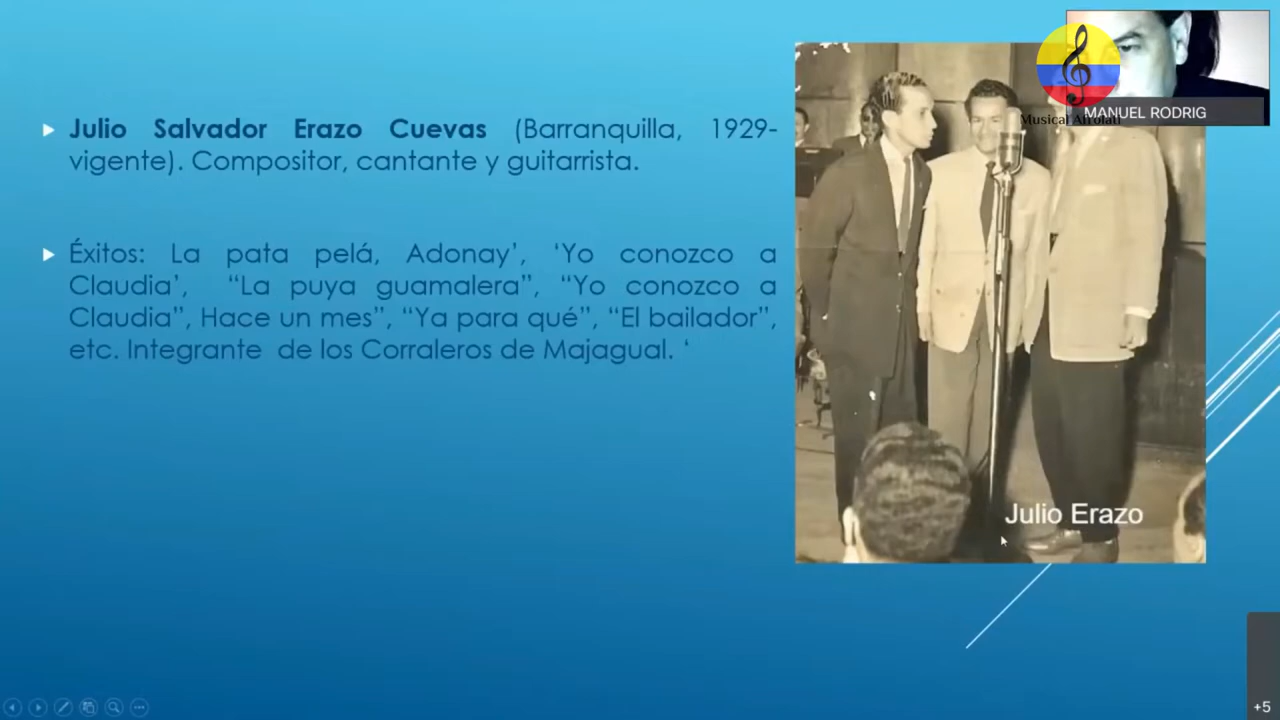 Julio Salvador Erazo Cuevas (Barranquilla, 1929-
vigente). Compositor, cantante y guitarrista.
Éxitos: La pata pelá, Adonay’, ‘Yo conozco a
Claudia’, “La puya guamalera”, “Yo conozco a
Claudia”, Hace un mes”, “Ya para qué”, “El bailador”,
etc. Integrante de los Corraleros de Majagual. ‘
Julio Erazo
Musical
MANUEL RODRIG
+5